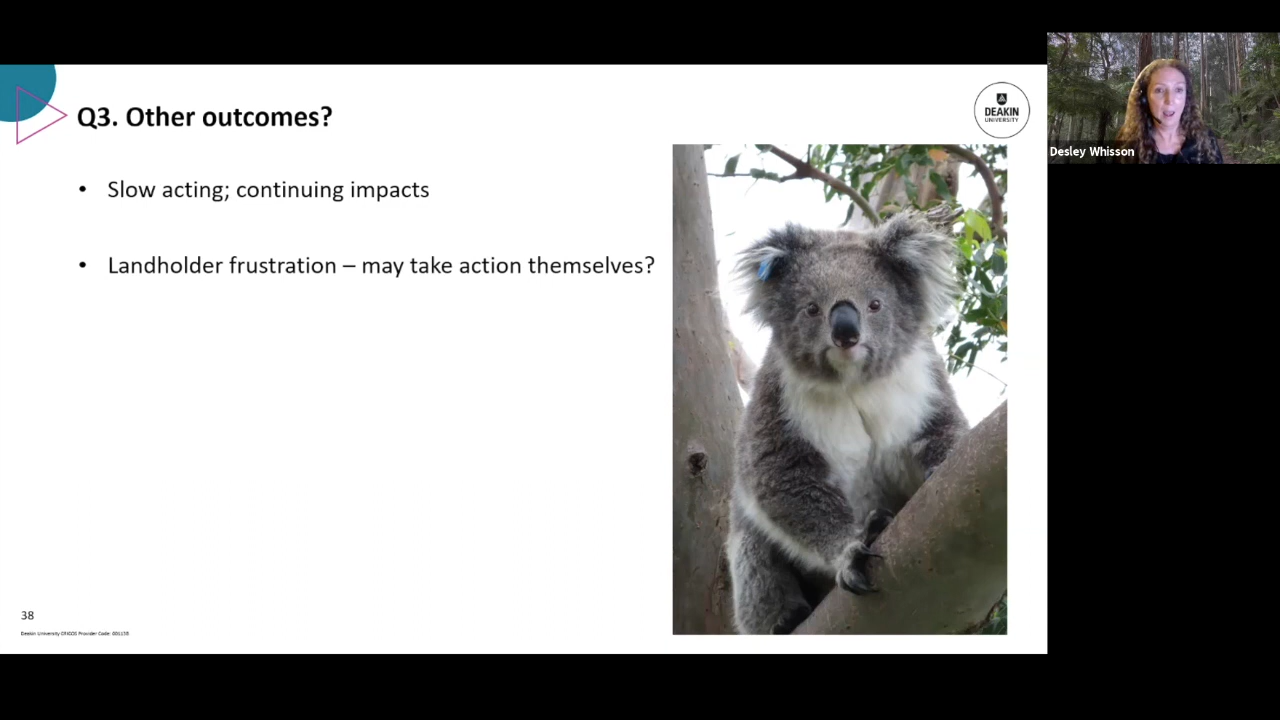 Q3. Other outcomes?
DEAKIN
UNIVERSITY
Desley Whisson
• Slow acting; continuing impacts
• Landholder frustration – may take action themselves?
38
Deakin University CRICOS Provider Code: 00113B